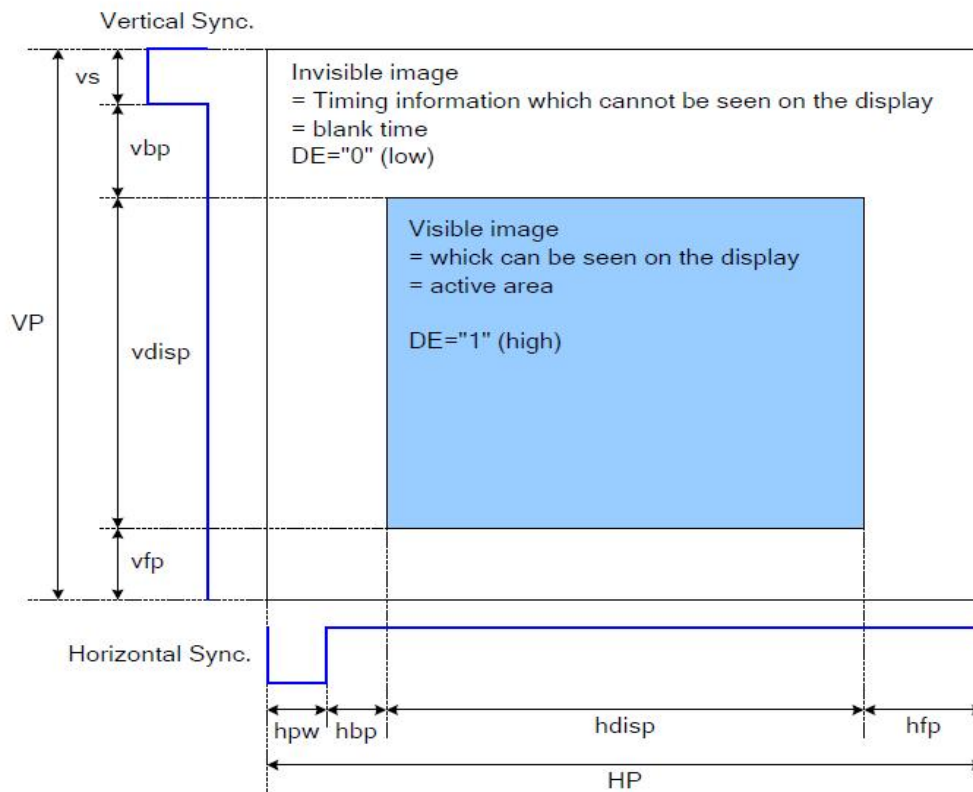 Vertical Sync.
vs
Invisible image
= Timing information which cannot be seen on the display
= blank time
DE="0" (low)
vbp
Visible image
= whick can be seen on the display
= active area
DE="1" (high)
VP
vdisp
vfp
Horizontal Sync.
hpw
hbp
hdisp
hfp
HP